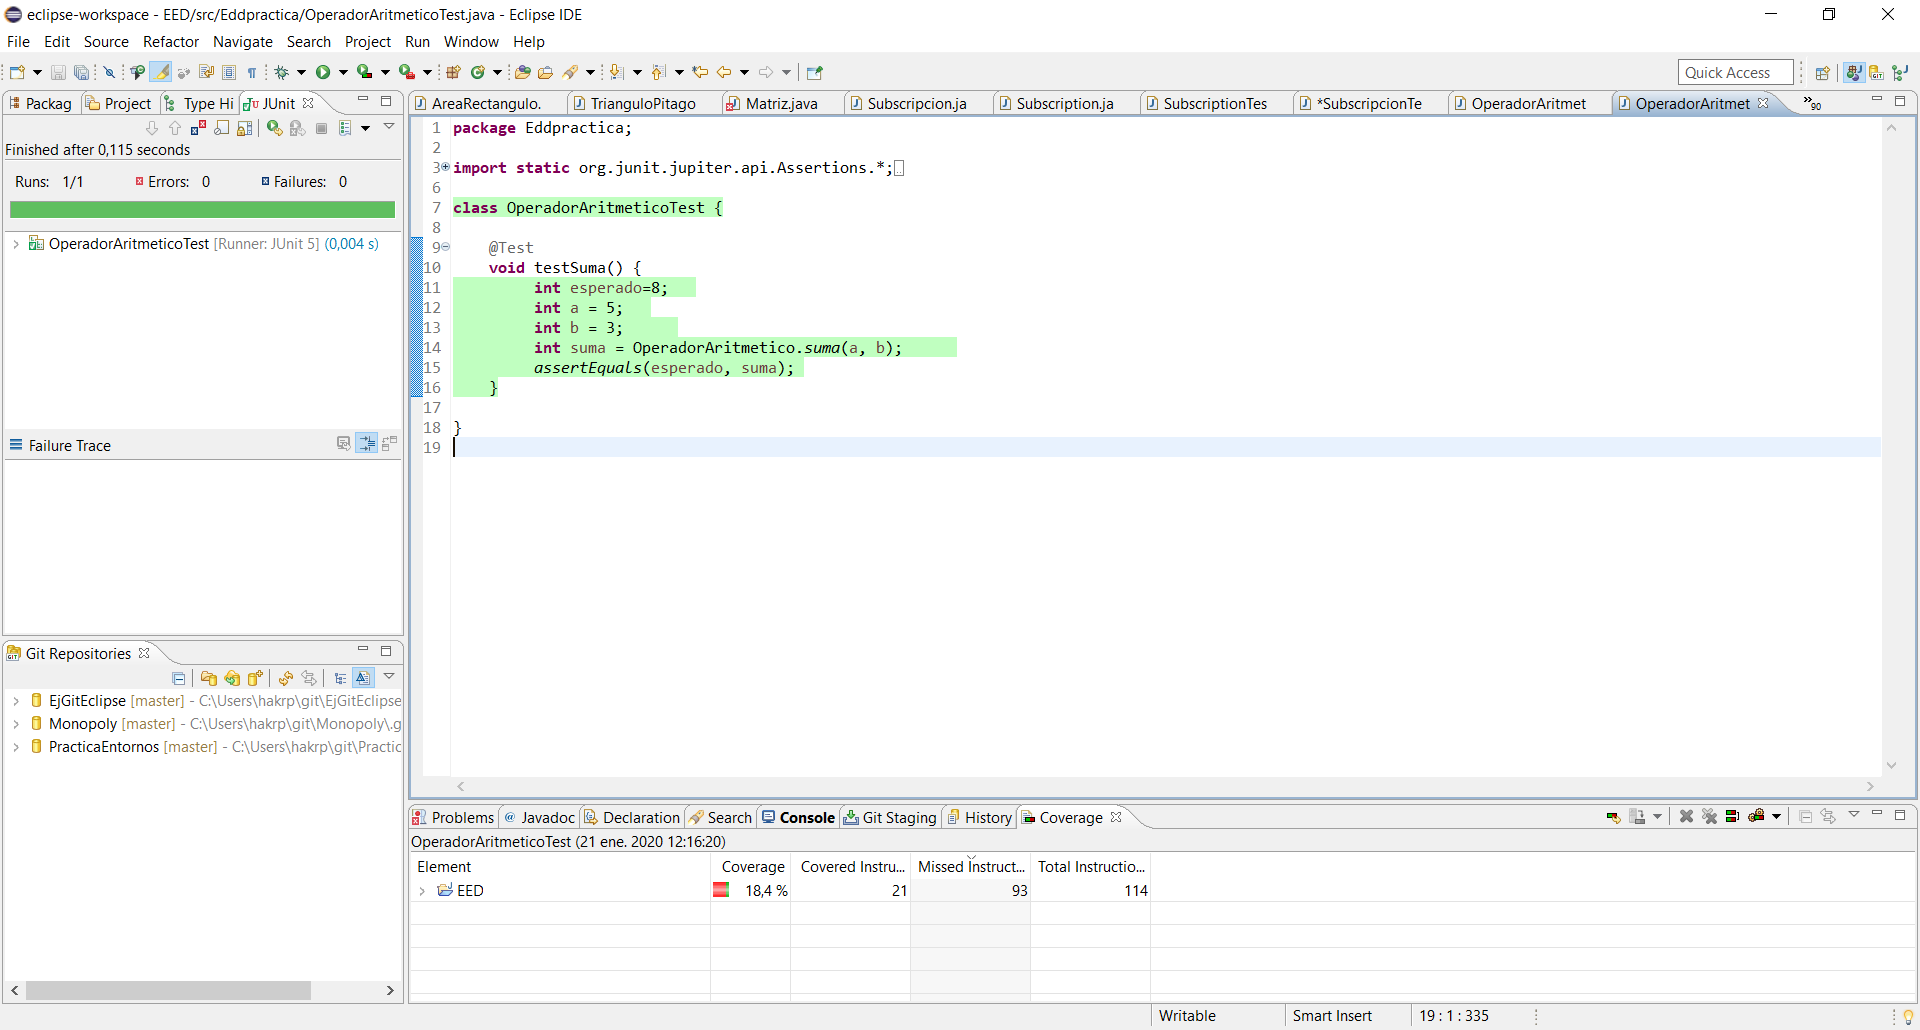 eclipse-workspace - EED/src/Eddpractica/OperadorAritmeticoTest.java - Eclipse IDE
File Edit Source Refactor Navigate Search Project Run Window Help
Quick Access
Packag Project Type Hi JUnit
AreaRectangulo. TrianguloPitago Matriz.java Subscripcion.ja Subscription.ja SubscriptionTes *SubscripcionTe OperadorAritmet OperadorAritmet »90
Finished after 0,115 seconds
Runs: 1/1 Errors: 0 Failures: 0
OperadorAritmeticoTest [Runner: JUnit 5] (0,004 s)
Failure Trace
1 package Eddpractica;
2
3 import static org.junit.jupiter.api.Assertions.*;
6
7 class OperadorAritmeticoTest {
8
9 @Test
10 void testSuma() {
11 int esperado=8;
12 int a = 5;
13 int b = 3;
14 int suma = OperadorAritmetico.suma(a, b);
15 assertEquals(esperado, suma);
16 }
17
18 }
19
Git Repositories
EjGitEclipse [master] - C:\Users\hakrp\git\EjGitEclipse
Monopoly [master] - C:\Users\hakrp\git\Monopoly\.g
PracticaEntornos [master] - C:\Users\hakrp\git\Practic
Problems @ Javadoc Declaration Search Console Git Staging History Coverage
OperadorAritmeticoTest (21 ene. 2020 12:16:20)
Element Coverage Covered Instru... Missed Instruct... Total Instructio...
EED 18,4 % 21 93 114
Writable Smart Insert 19 : 1 : 335